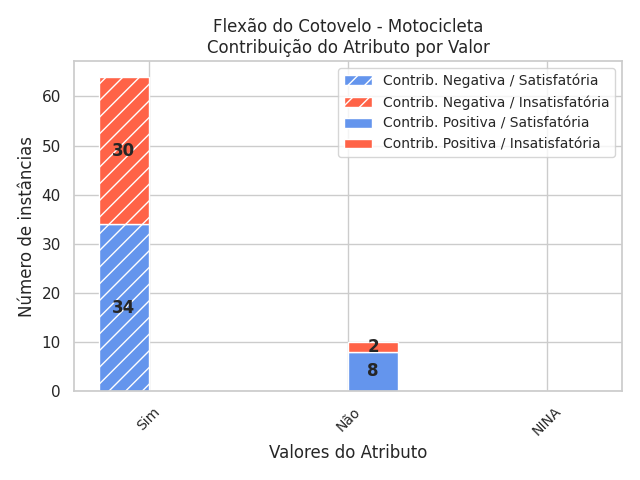 Flexão do Cotovelo - Motocicleta
Contribuição do Atributo por Valor
Contrib. Negativa / Satisfatória
Contrib. Negativa / Insatisfatória
Contrib. Positiva / Satisfatória
Contrib. Positiva / Insatisfatória
Número de instâncias
60
50
40
30
20
10
0
30
34
2
8
Sim
Não
NINA
Valores do Atributo